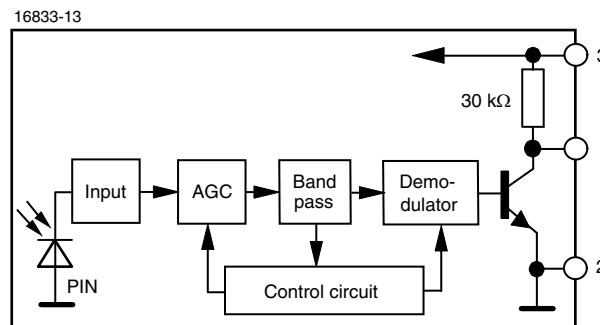 16833-13
3
30 kΩ
Input
AGC
Band
pass
Demo-
dulator
PIN
Control circuit
2